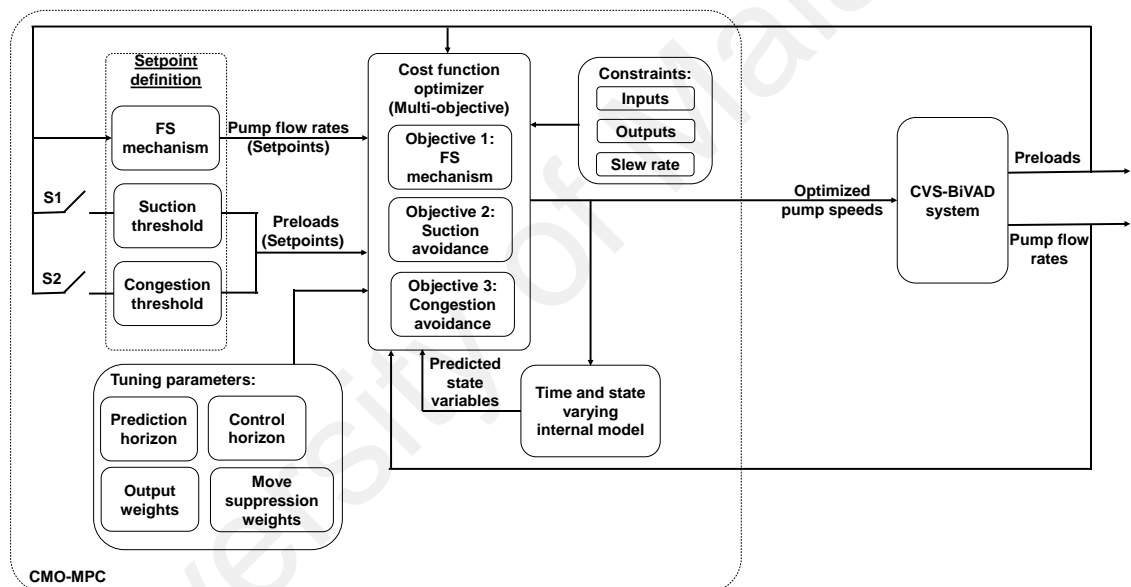 Setpoint
definition
FS
mechanism
Pump flow rates
(Setpoints)
S1
Suction
threshold
Preloads
(Setpoints)
S2
Congestion
threshold
Cost function
optimizer
(Multi-objective)
Objective 1:
FS
mechanism
Objective 2:
Suction
avoidance
Objective 3:
Congestion
avoidance
Constraints:
Inputs
Outputs
Slew rate
Optimized
pump speeds
CVS-BiVAD
system
Preloads
Pump flow
rates
Predicted
state
variables
Time and state
varying
internal model
Tuning parameters:
Prediction
horizon
Control
horizon
Output
weights
Move
suppression
weights
CMO-MPC
ersity of Mala